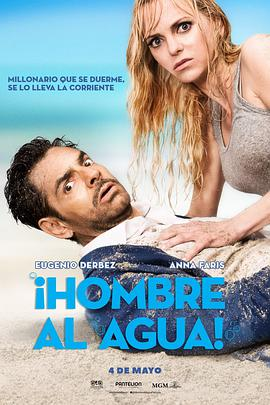 MILLONARIO QUE SE DUERME,
SE LO LLEVA LA CORRIENTE
EUGENIO DERBEZ ANNA FARIS
¡HOMBRE
AL AGUA!
4 DE MAYO
PANTELION MGM